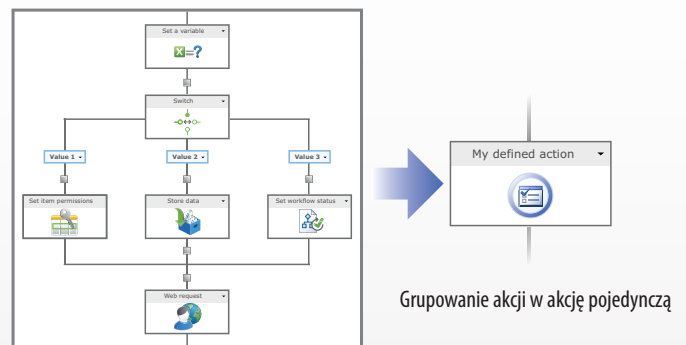 Set a variable
=?
Switch
Value 1
Value 2
Value 3
Set item permissions
Store data
Set workflow status
Web request
My defined action
Grupowanie akcji w akcję pojedynczą